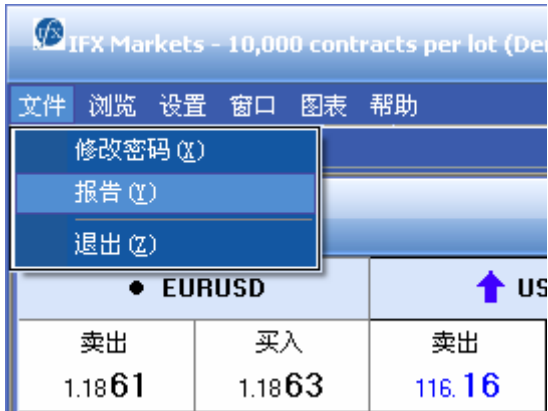 IFX Markets - 10,000 contracts per lot (De
文件 浏览 设置 窗口 图表 帮助
修改密码(X)
报告(Y)
退出(Z)
EURUSD US
卖出 买入 卖出
1.1861 1.1863 116.16